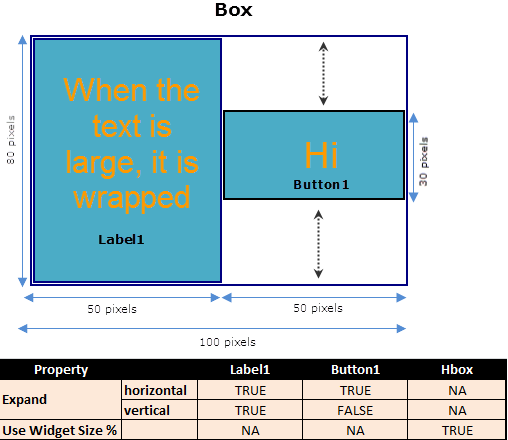 Box
When the
text is
large, it is
wrapped
Label1
Hi
Button1
80 pixels
30 pixels
50 pixels
50 pixels
100 pixels
Property Label1 Button1 Hbox
Expand horizontal TRUE TRUE NA
vertical TRUE FALSE NA
Use Widget Size % NA NA TRUE